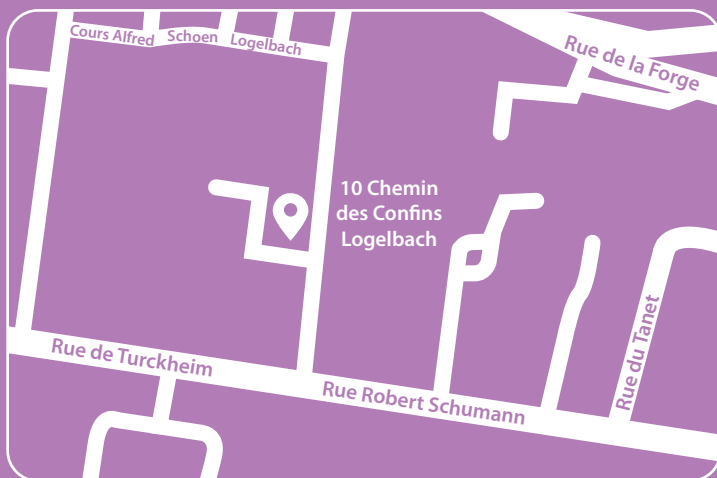 Cours Alfred Schoen Logelbach
Rue de la Forge
10 Chemin
des Confins
Logelbach
Rue du Tanet
Rue de Turckheim
Rue Robert Schumann